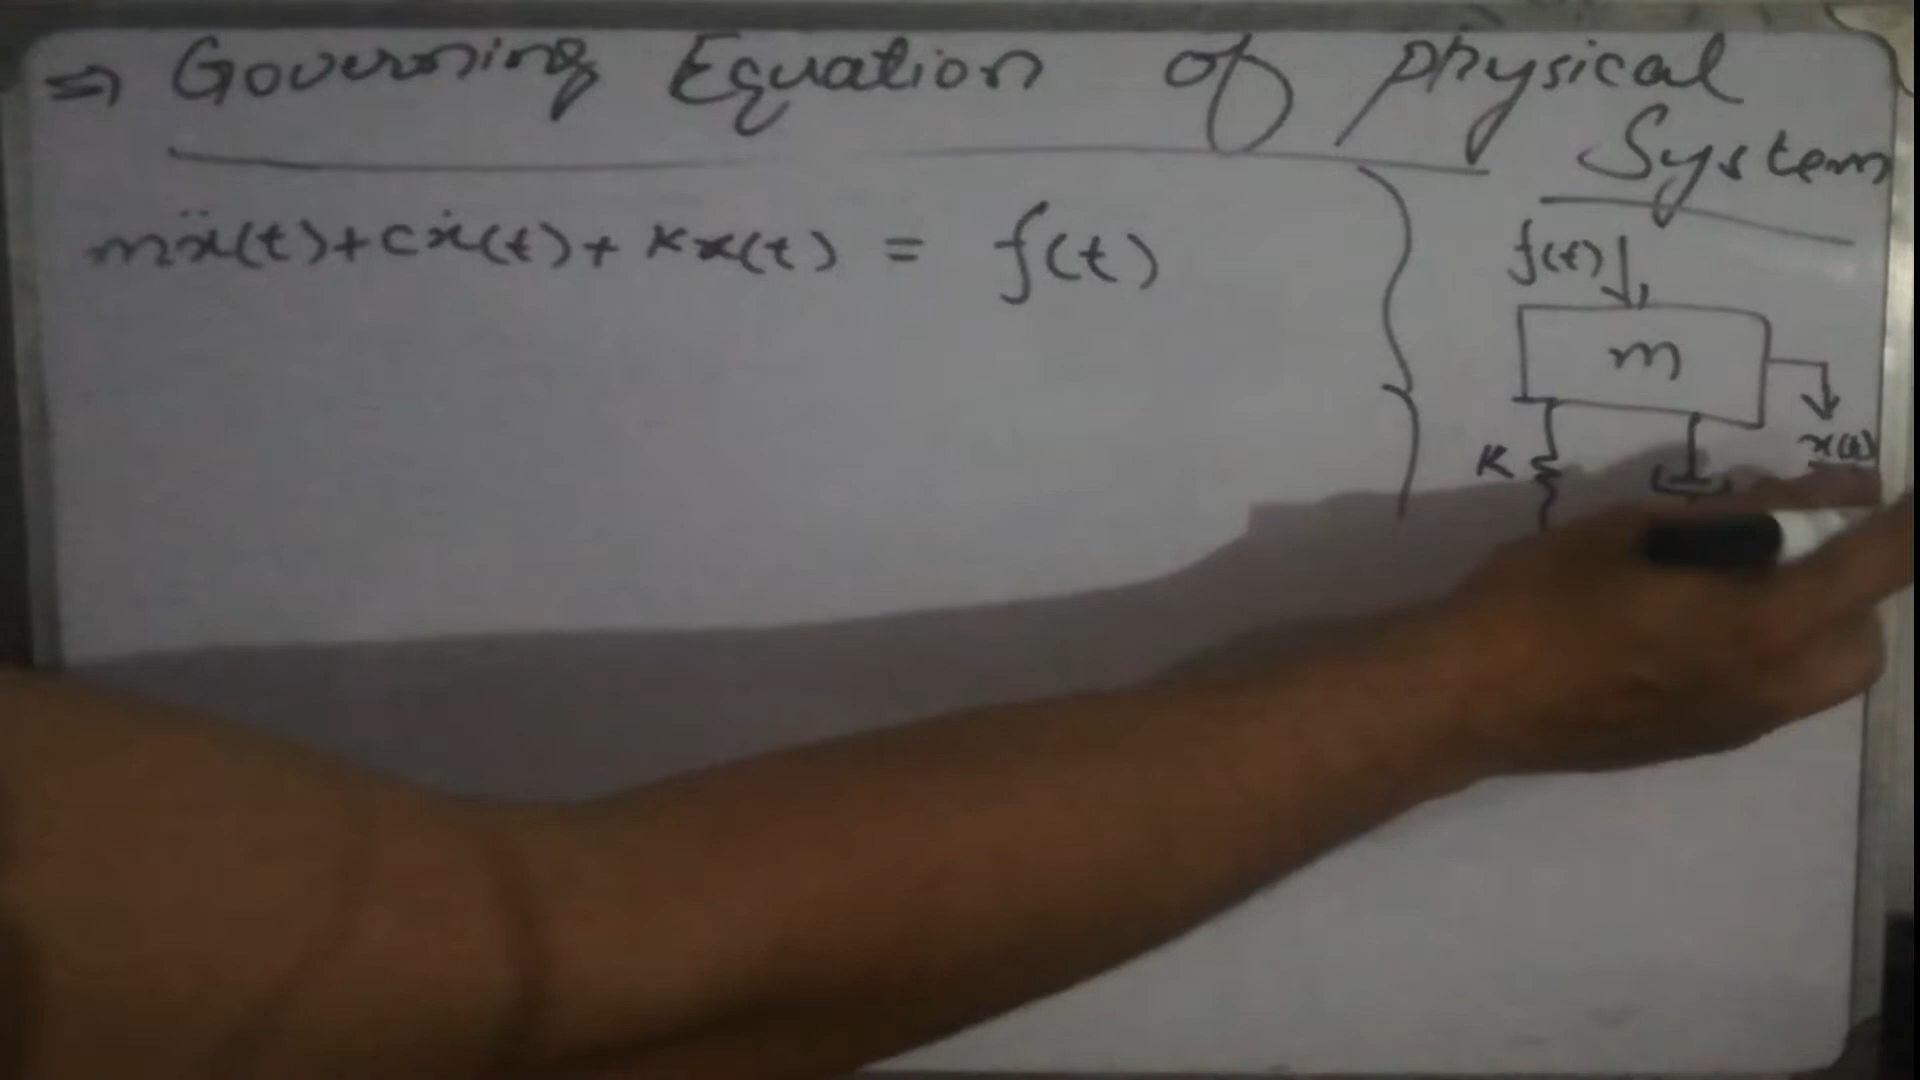 ⇒ Governing Equation of physical
System
mẍ(t)+cẋ(t)+kx(t) = f(t)
f(t)
m
x(t)
K